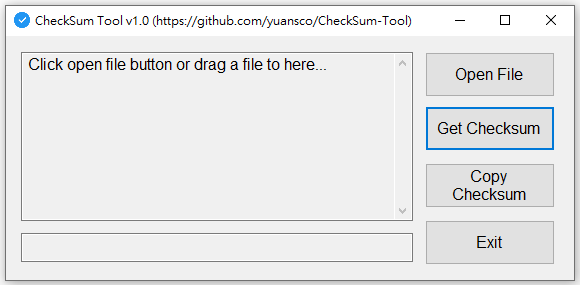 CheckSum Tool v1.0 (https://github.com/yuansco/CheckSum-Tool)
Click open file button or drag a file to here...
Open File
Get Checksum
Copy
Checksum
Exit